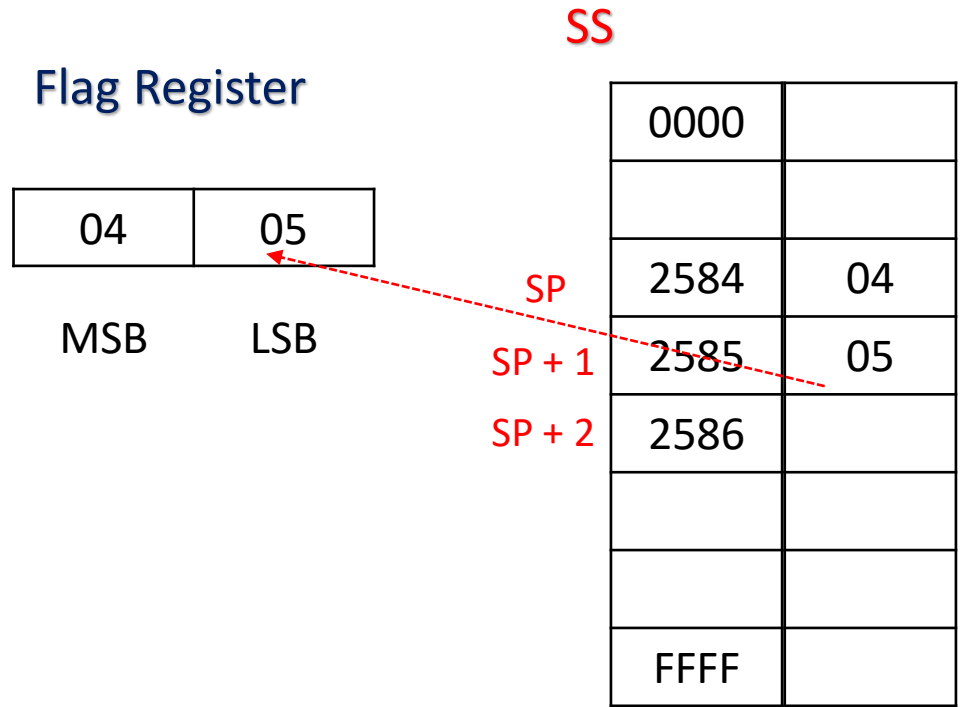 SS
Flag Register
0000
04 05
SP 2584 04
MSB LSB
SP + 1 2585 05
SP + 2 2586
FFFF